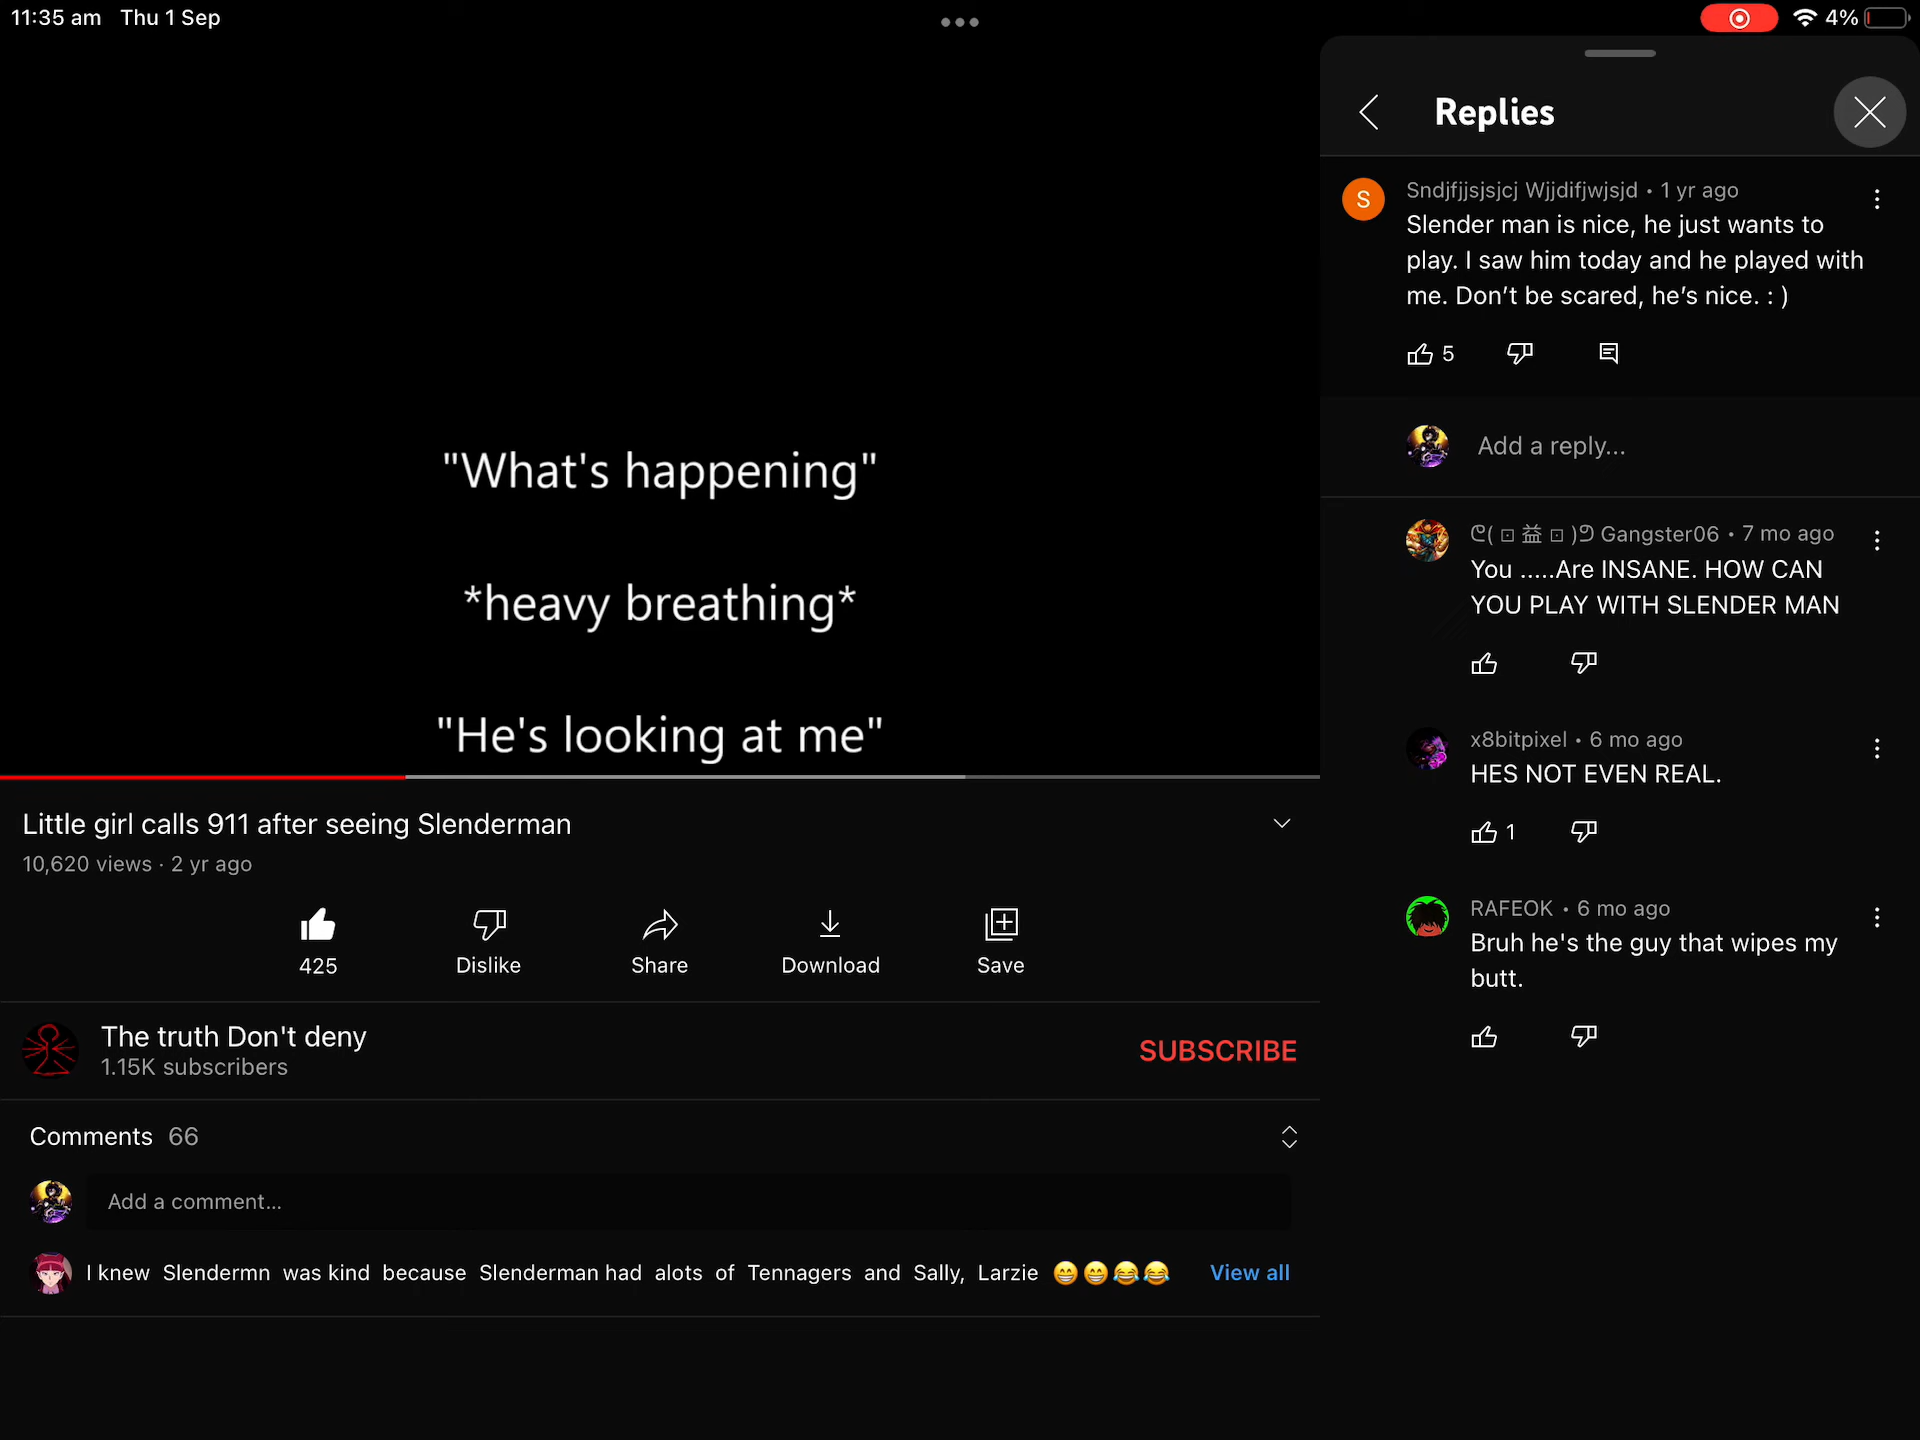 11:35 am Thu 1 Sep
4%
"What's happening"
*heavy breathing*
"He's looking at me"
Little girl calls 911 after seeing Slenderman
10,620 views · 2 yr ago
425
Dislike
Share
Download
Save
The truth Don't deny
1.15K subscribers
SUBSCRIBE
Comments 66
Add a comment...
I knew Slendermn was kind because Slenderman had alots of Tennagers and Sally, Larzie 😁😁😂😂 View all
Replies
S
Sndjfjjsjsjcj Wjjdifjwjsjd • 1 yr ago
Slender man is nice, he just wants to
play. I saw him today and he played with
me. Don’t be scared, he’s nice. : )
5
Add a reply...
ᕦ( ⊡ 益 ⊡ )ᕤ Gangster06 • 7 mo ago
You .....Are INSANE. HOW CAN
YOU PLAY WITH SLENDER MAN
x8bitpixel • 6 mo ago
HES NOT EVEN REAL.
1
RAFEOK • 6 mo ago
Bruh he's the guy that wipes my
butt.